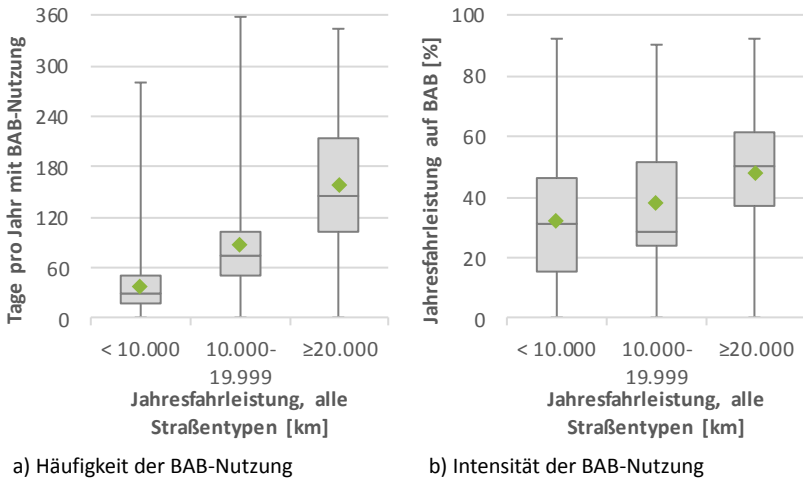 Tage pro Jahr mit BAB-Nutzung
360
300
240
180
120
60
0
< 10.000
10.000-
19.999
≥20.000
Jahresfahrleistung, alle
Straßentypen [km]
a) Häufigkeit der BAB-Nutzung
Jahresfahrleistung auf BAB [%]
100
80
60
40
20
0
< 10.000
10.000-
19.999
≥20.000
Jahresfahrleistung, alle
Straßentypen [km]
b) Intensität der BAB-Nutzung